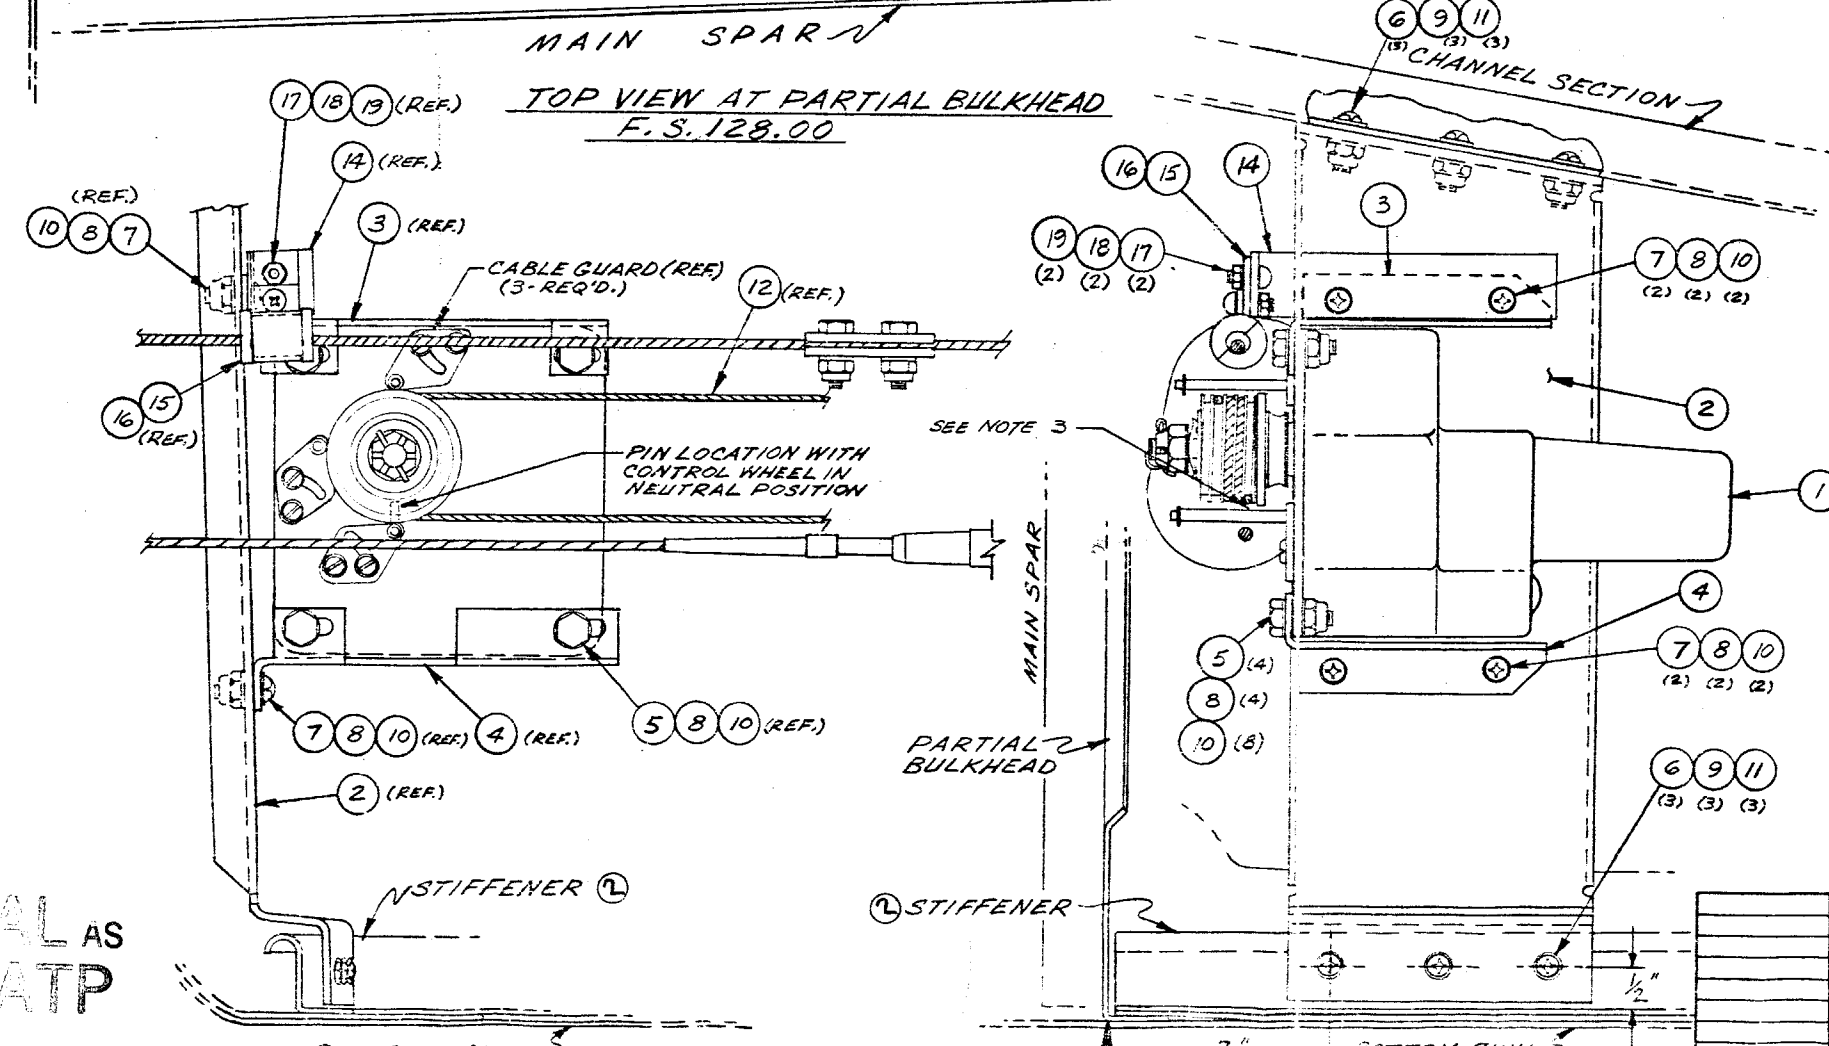 MAIN SPAR
TOP VIEW AT PARTIAL BULKHEAD
F.S. 128.00
17 18 19 (REF.)
14 (REF.)
(REF.)
10 8 7
3 (REF.)
CABLE GUARD (REF)
(3-REQ'D.)
12 (REF.)
16 15
(REF.)
PIN LOCATION WITH
CONTROL WHEEL IN
NEUTRAL POSITION
7 8 10 (REF.) 4 (REF.)
5 8 10 (REF.)
2 (REF.)
STIFFENER 2
AL AS
ATP
6 9 11
(3) (3) (3)
CHANNEL SECTION
16 15 14
3
19 18 17
(2) (2) (2)
7 8 10
(2) (2) (2)
2
SEE NOTE 3
1
MAIN SPAR
4
5 (4)
8 (4)
10 (8)
7 8 10
(2) (2) (2)
PARTIAL
BULKHEAD
6 9 11
(3) (3) (3)
2 STIFFENER
1/2"